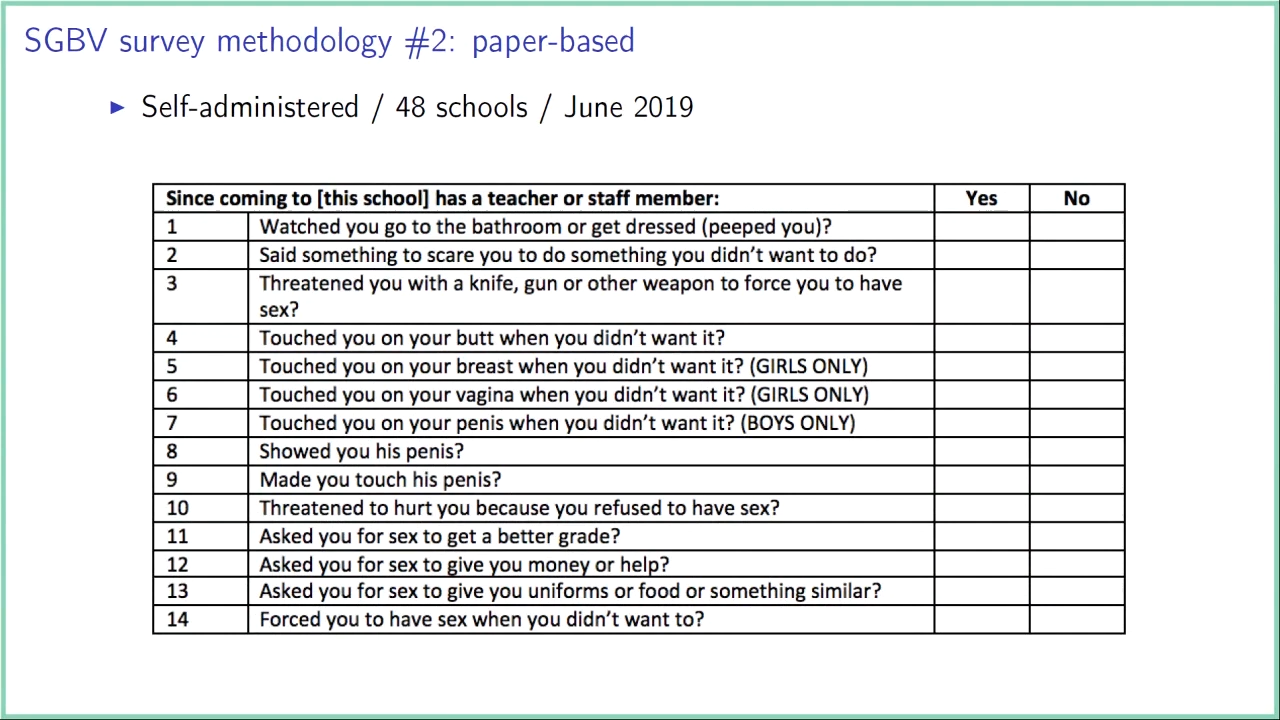 SGBV survey methodology #2: paper-based
▶ Self-administered / 48 schools / June 2019
Since coming to [this school] has a teacher or staff member: Yes No
1 Watched you go to the bathroom or get dressed (peeped you)?
2 Said something to scare you to do something you didn't want to do?
3 Threatened you with a knife, gun or other weapon to force you to have
sex?
4 Touched you on your butt when you didn't want it?
5 Touched you on your breast when you didn't want it? (GIRLS ONLY)
6 Touched you on your vagina when you didn't want it? (GIRLS ONLY)
7 Touched you on your penis when you didn't want it? (BOYS ONLY)
8 Showed you his penis?
9 Made you touch his penis?
10 Threatened to hurt you because you refused to have sex?
11 Asked you for sex to get a better grade?
12 Asked you for sex to give you money or help?
13 Asked you for sex to give you uniforms or food or something similar?
14 Forced you to have sex when you didn't want to?